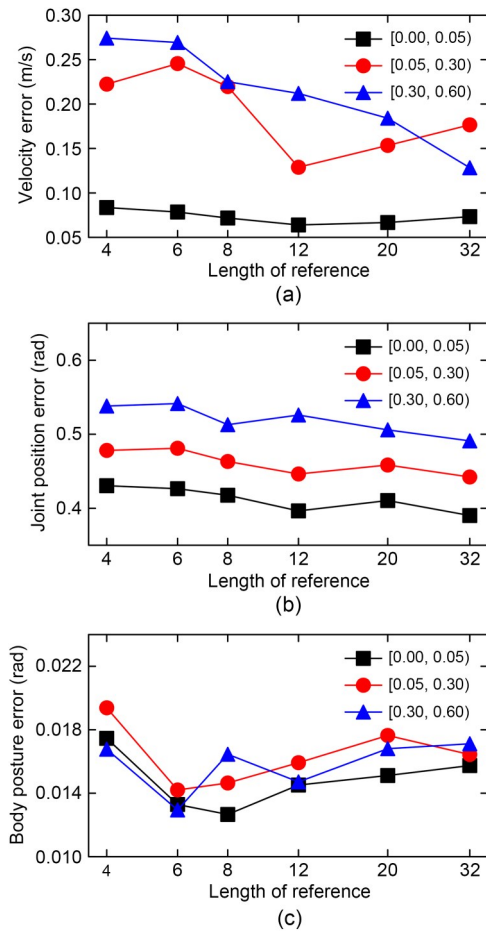 0.30
0.25
0.20
0.15
0.10
0.05
Velocity error (m/s)
[0.00, 0.05)
[0.05, 0.30)
[0.30, 0.60)
4 6 8 12 20 32
Length of reference
(a)
0.6
0.5
0.4
Joint position error (rad)
[0.00, 0.05)
[0.05, 0.30)
[0.30, 0.60)
4 6 8 12 20 32
Length of reference
(b)
0.022
0.018
0.014
0.010
Body posture error (rad)
[0.00, 0.05)
[0.05, 0.30)
[0.30, 0.60)
4 6 8 12 20 32
Length of reference
(c)